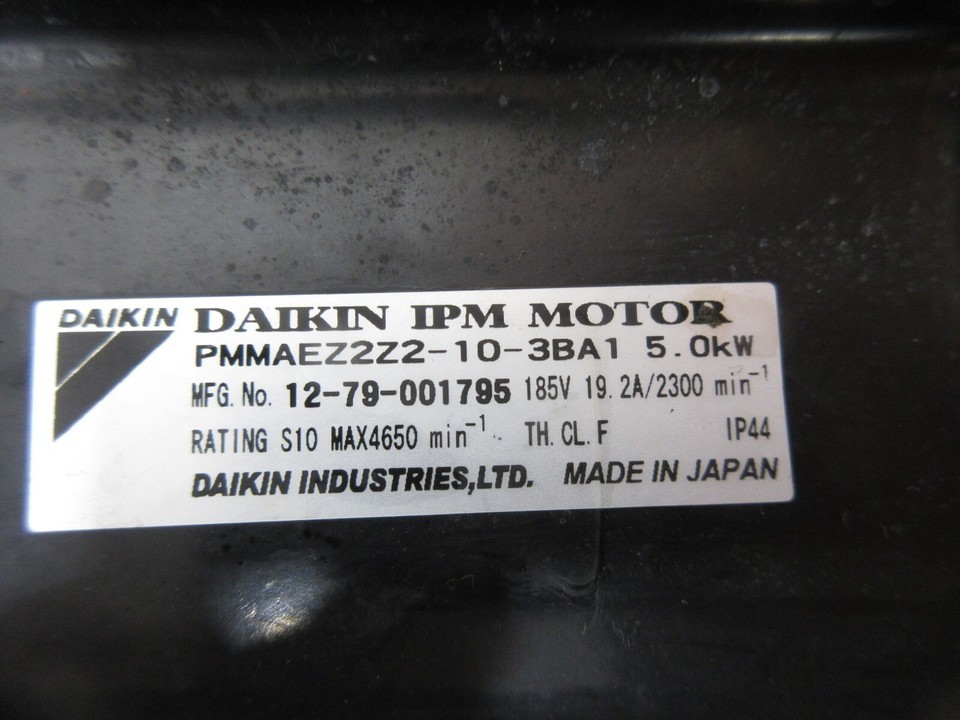 DAIKIN DAIKIN IPM MOTOR
PMMAEZ2Z2-10-3BA1 5.0kW
MFG. No. 12-79-001795 185V 19.2A/2300 min⁻¹
RATING S10 MAX4650 min⁻¹ TH. CL. F IP44
DAIKIN INDUSTRIES,LTD. MADE IN JAPAN